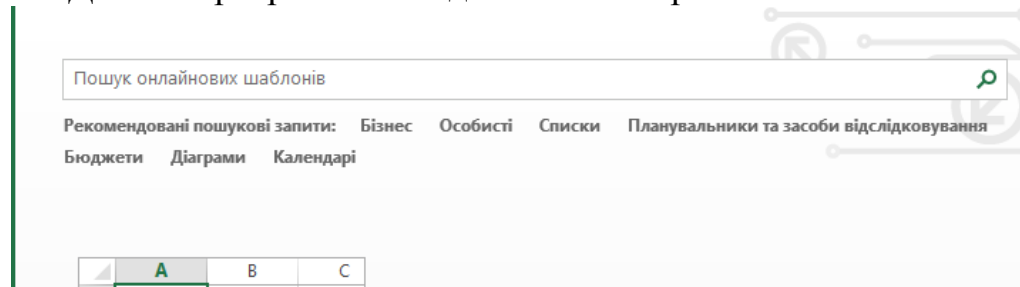 Пошук онлайнових шаблонів
Рекомендовані пошукові запити: Бізнес Особисті Списки Планувальники та засоби відслідковування
Бюджети Діаграми Календарі
A B C